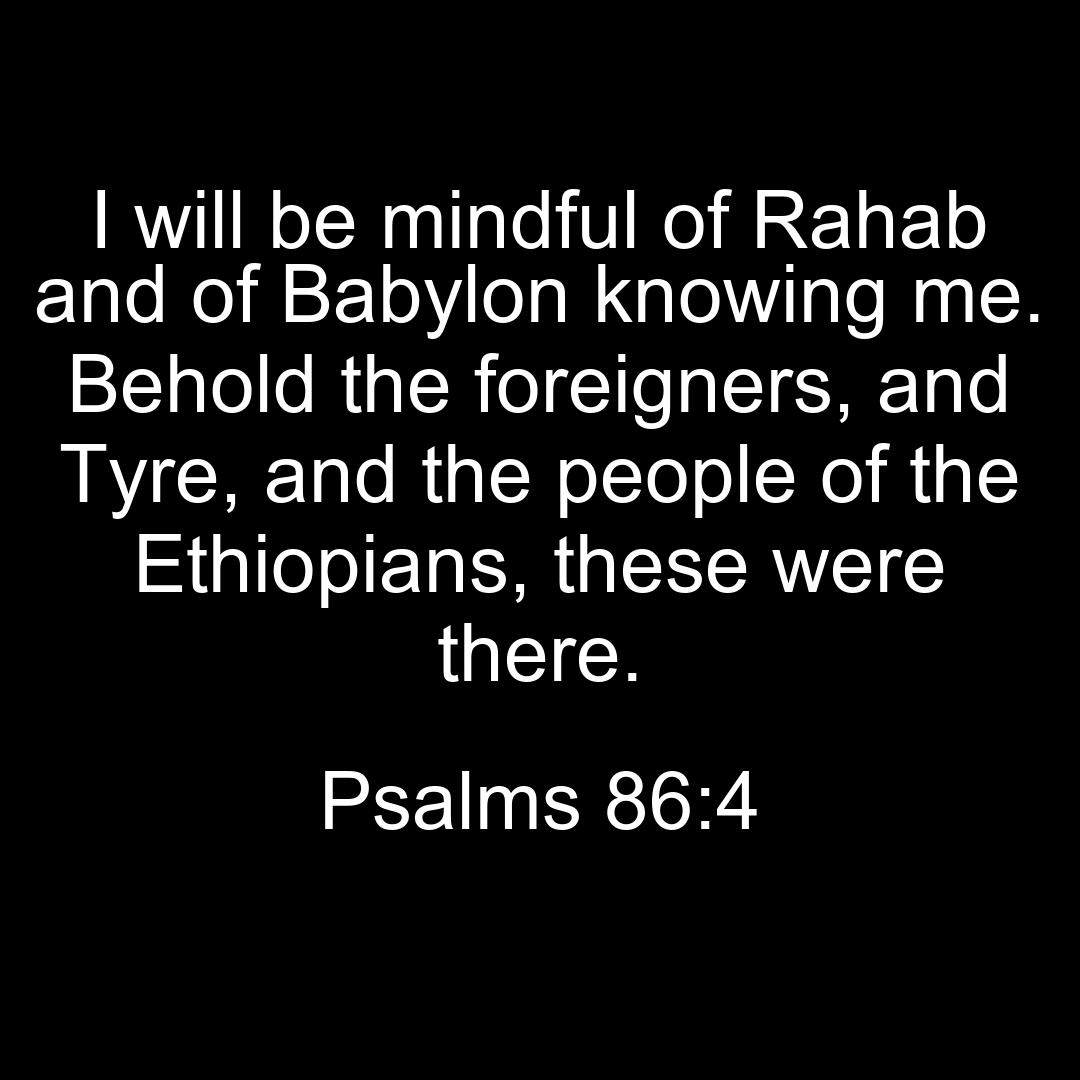 I will be mindful of Rahab
and of Babylon knowing me.
Behold the foreigners, and
Tyre, and the people of the
Ethiopians, these were
there.
Psalms 86:4